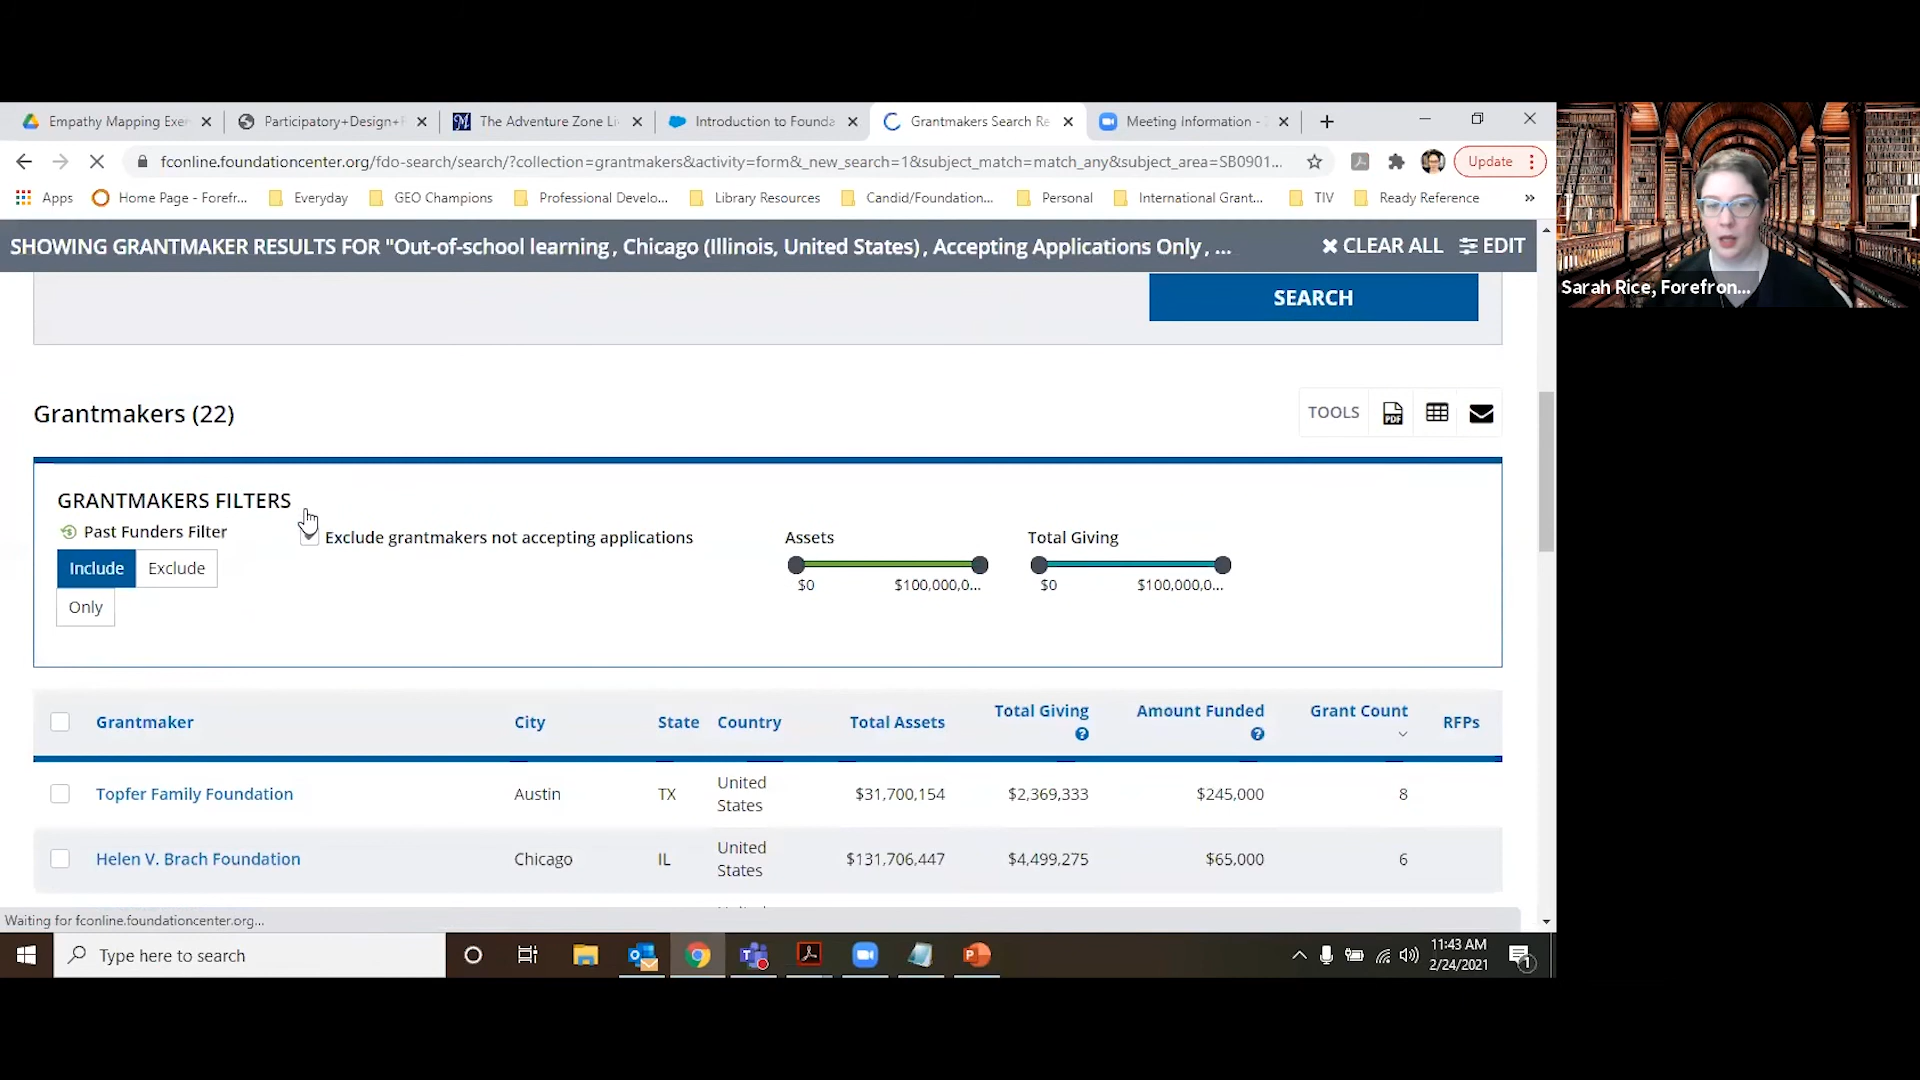 Empathy Mapping Exer
Participatory+Design+
The Adventure Zone Li
Introduction to Founda
Grantmakers Search Re
Meeting Information -
fconline.foundationcenter.org/fdo-search/search/?collection=grantmakers&activity=form&_new_search=1&subject_match=match_any&subject_area=SB0901...
Update
Apps
Home Page - Forefr...
Everyday
GEO Champions
Professional Develo...
Library Resources
Candid/Foundation...
Personal
International Grant...
TIV
Ready Reference
»
SHOWING GRANTMAKER RESULTS FOR "Out-of-school learning, Chicago (Illinois, United States), Accepting Applications Only, ...
CLEAR ALL
EDIT
Sarah Rice, Forefron...
SEARCH
Grantmakers (22)
TOOLS
PDF
GRANTMAKERS FILTERS
Past Funders Filter
Include
Exclude
Only
Exclude grantmakers not accepting applications
Assets
$0
$100,000,0...
Total Giving
$0
$100,000,0...
Grantmaker City State Country Total Assets Total Giving Amount Funded Grant Count RFPs
Topfer Family Foundation Austin TX United States $31,700,154 $2,369,333 $245,000 8
Helen V. Brach Foundation Chicago IL United States $131,706,447 $4,499,275 $65,000 6
Waiting for fconline.foundationcenter.org...
Type here to search
11:43 AM
2/24/2021
1